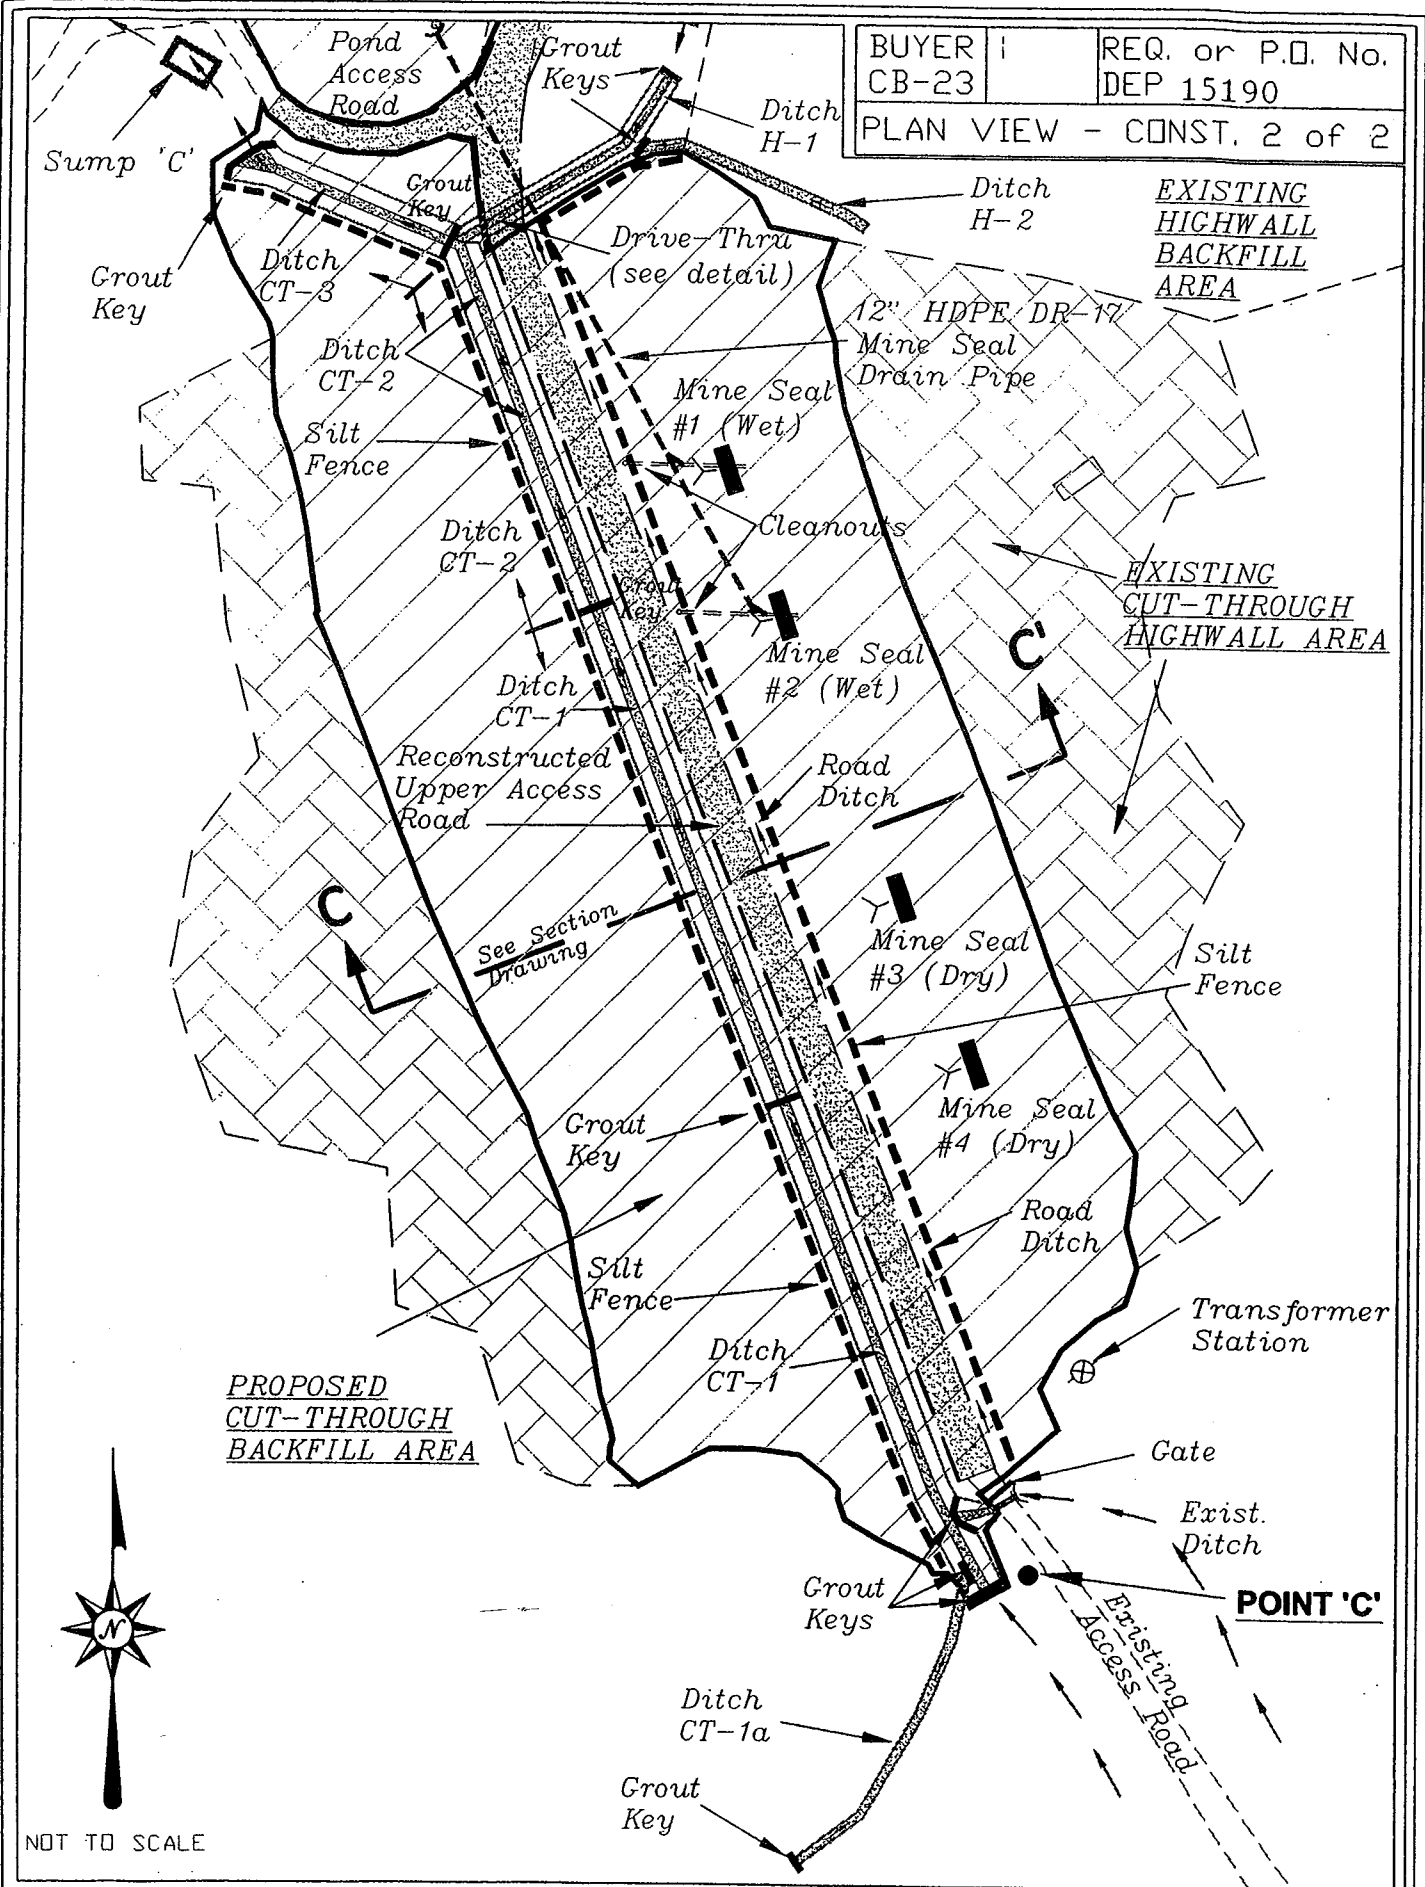 BUYER
CB-23
REQ. or P.O. No.
DEP 15190
PLAN VIEW - CONST. 2 of 2
Pond
Access
Road
Grout
Keys
Ditch
H-1
Sump 'C'
Grout
Key
Ditch
H-2
EXISTING
HIGHWALL
BACKFILL
AREA
Drive-Thru
(see detail)
Grout
Key
Ditch
CT-3
12" HDPE DR-17
Mine Seal
Drain Pipe
Ditch
CT-2
Mine Seal
#1 (Wet)
Silt
Fence
Cleanouts
Ditch
CT-2
Grout
Key
EXISTING
CUT-THROUGH
HIGHWALL AREA
C'
Mine Seal
#2 (Wet)
Ditch
CT-1
Reconstructed
Upper Access
Road
Road
Ditch
C
See Section
Drawing
Mine Seal
#3 (Dry)
Silt
Fence
Grout
Key
Mine Seal
#4 (Dry)
Road
Ditch
Silt
Fence
Transformer
Station
Ditch
CT-1
PROPOSED
CUT-THROUGH
BACKFILL AREA
Gate
Exist.
Ditch
Grout
Keys
POINT 'C'
Existing
Access Road
N
Ditch
CT-1a
Grout
Key
NOT TO SCALE